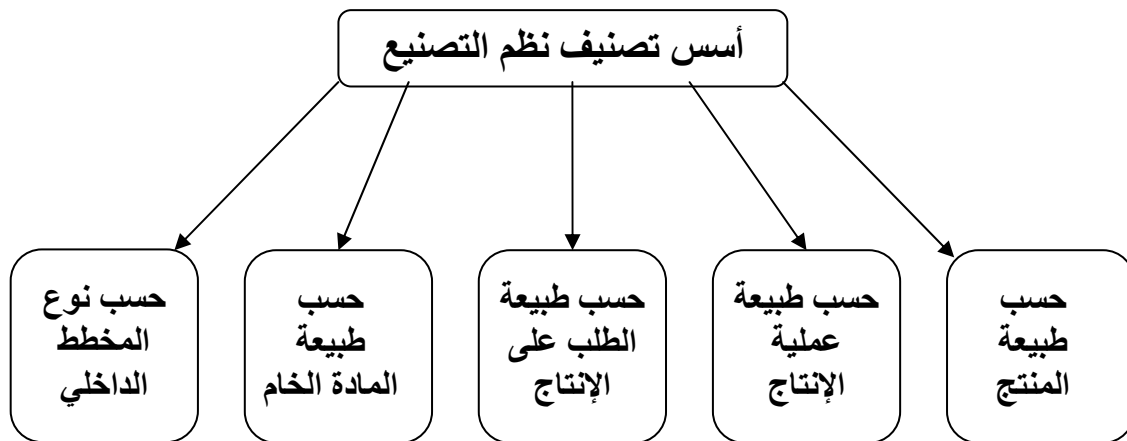 أسس تصنيف نظم التصنيع
حسب
طبيعة
المنتج
حسب طبيعة
عملية
الإنتاج
حسب طبيعة
الطلب على
الإنتاج
حسب
طبيعة
المادة الخام
حسب نوع
المخطط
الداخلي